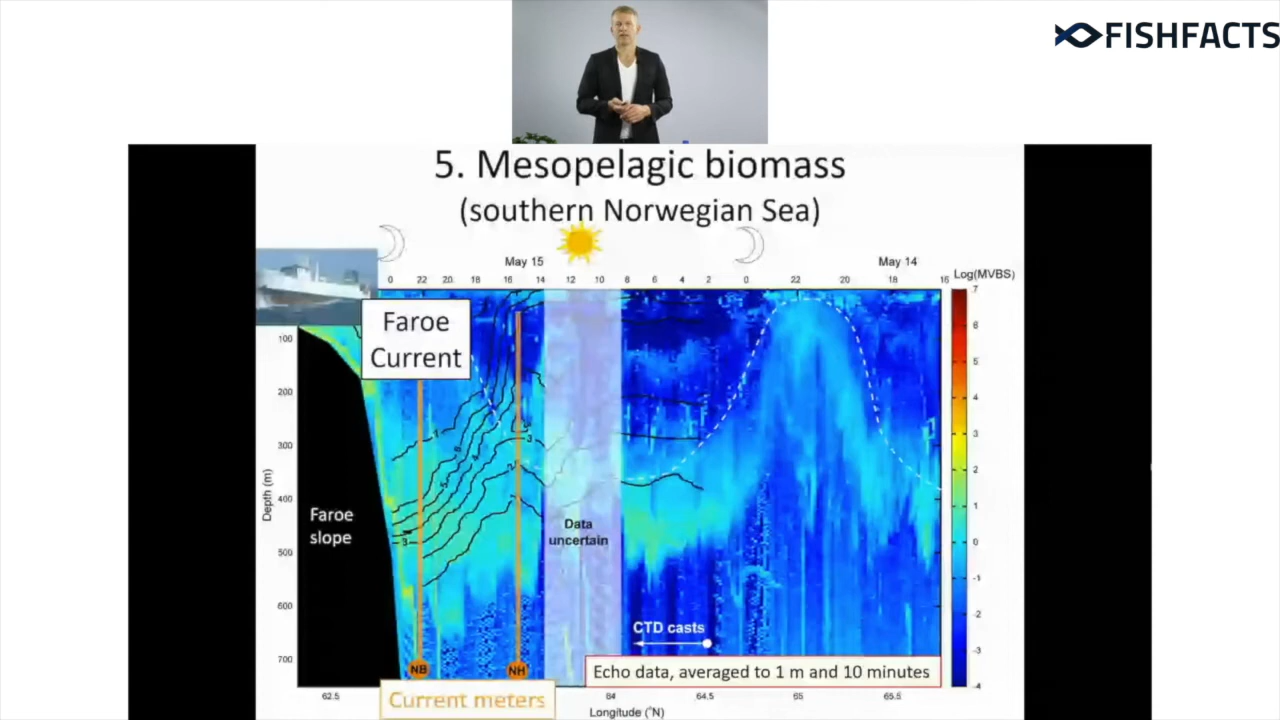 FISHFACTS
5. Mesopelagic biomass
(southern Norwegian Sea)
May 15
May 14
0 22 20 18 16 14 12 10 8 6 4 2 0 22 20 18 16
Log(MVBS)
Faroe
Current
100
200
300
400
500
600
700
Depth (m)
Faroe
slope
Data
uncertain
CTD casts
NB
NH
Echo data, averaged to 1 m and 10 minutes
Current meters
62.5 64 64.5 65 65.5
Longitude (°N)
7
6
5
4
3
2
1
0
-1
-2
-3
-4